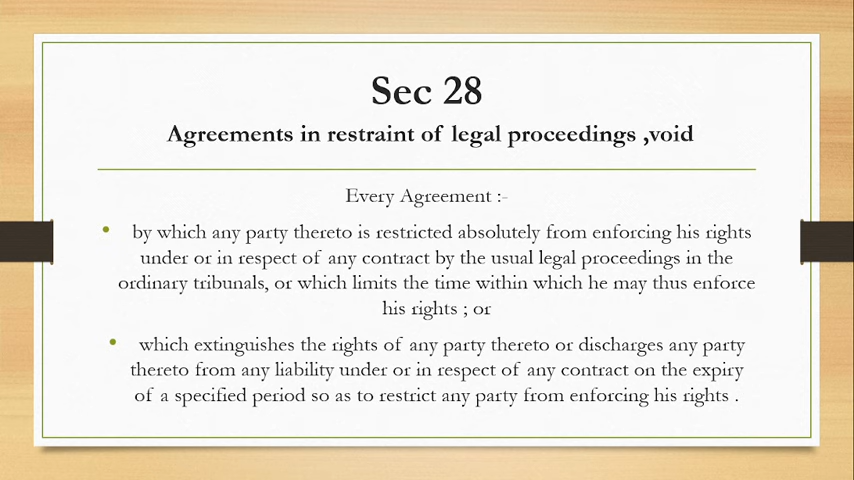 Sec 28
Agreements in restraint of legal proceedings ,void
Every Agreement :-
• by which any party thereto is restricted absolutely from enforcing his rights
under or in respect of any contract by the usual legal proceedings in the
ordinary tribunals, or which limits the time within which he may thus enforce
his rights ; or
• which extinguishes the rights of any party thereto or discharges any party
thereto from any liability under or in respect of any contract on the expiry
of a specified period so as to restrict any party from enforcing his rights .